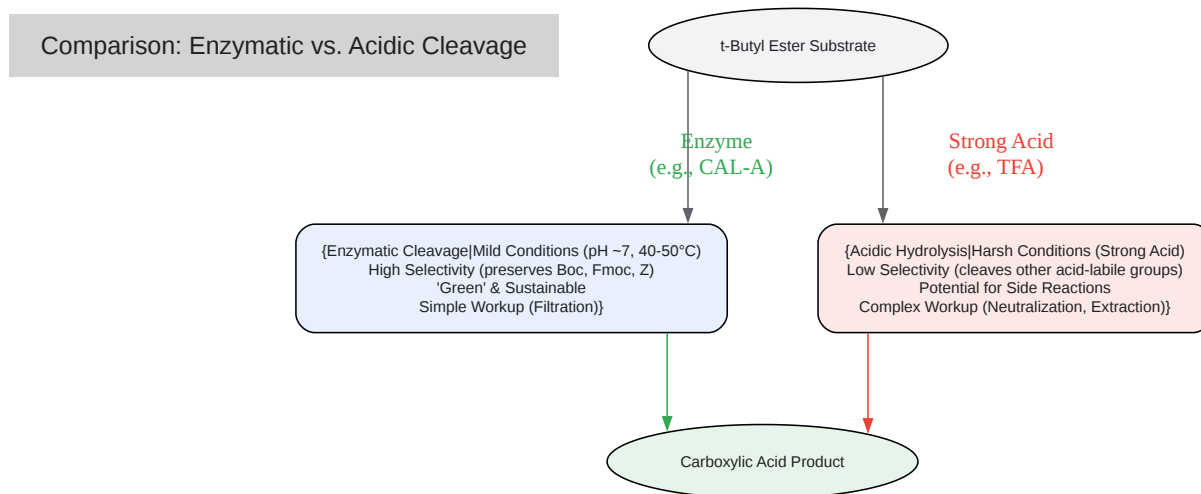 Comparison: Enzymatic vs. Acidic Cleavage
t-Butyl Ester Substrate
Enzyme
(e.g., CAL-A)
Strong Acid
(e.g., TFA)
{Enzymatic Cleavage|Mild Conditions (pH ~7, 40-50°C)
High Selectivity (preserves Boc, Fmoc, Z)
'Green' & Sustainable
Simple Workup (Filtration)}
{Acidic Hydrolysis|Harsh Conditions (Strong Acid)
Low Selectivity (cleaves other acid-labile groups)
Potential for Side Reactions
Complex Workup (Neutralization, Extraction)}
Carboxylic Acid Product